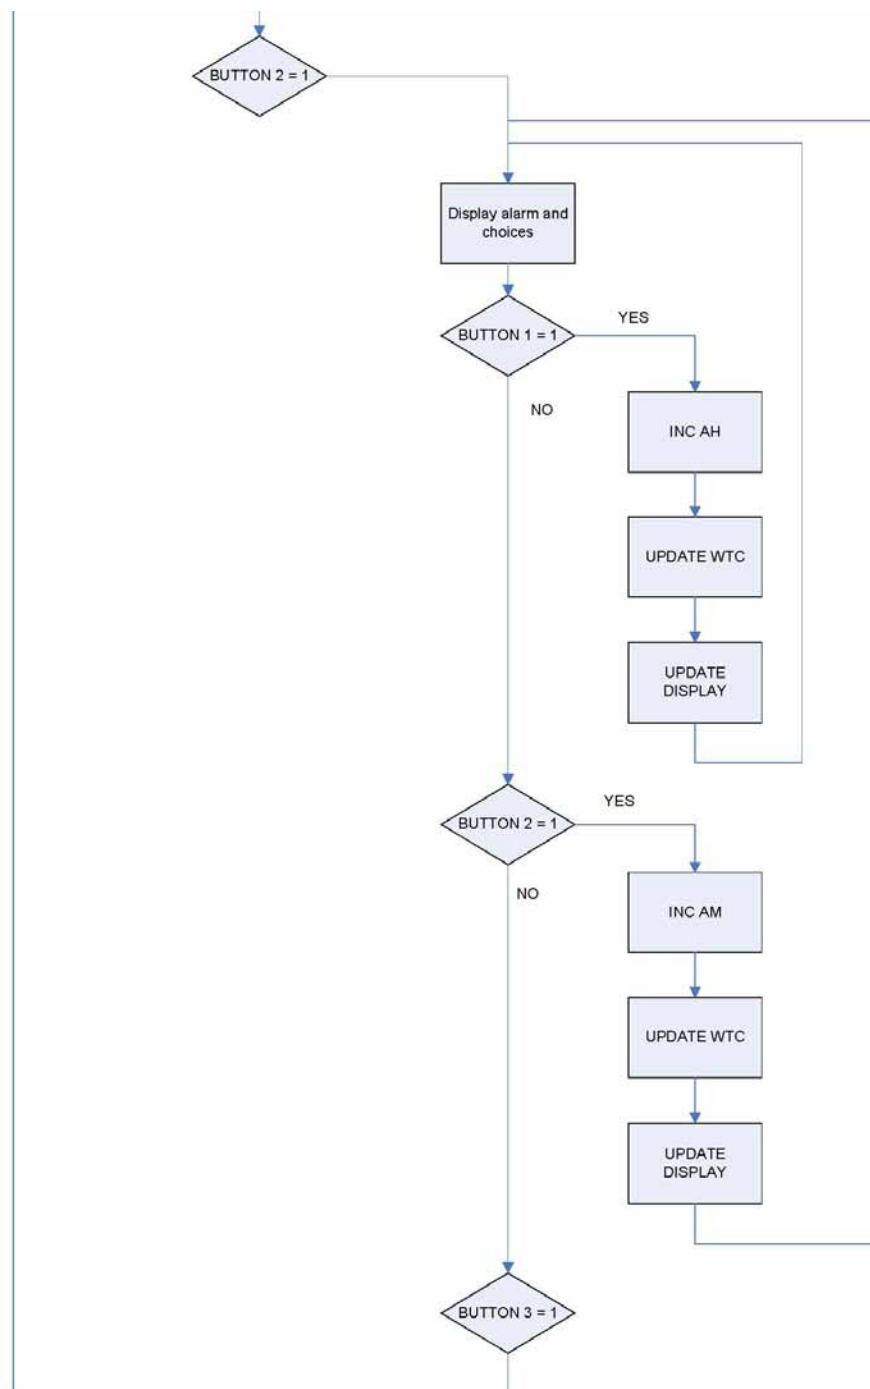 BUTTON 2 = 1
Display alarm and
choices
BUTTON 1 = 1
YES
NO
INC AH
UPDATE WTC
UPDATE
DISPLAY
BUTTON 2 = 1
YES
NO
INC AM
UPDATE WTC
UPDATE
DISPLAY
BUTTON 3 = 1